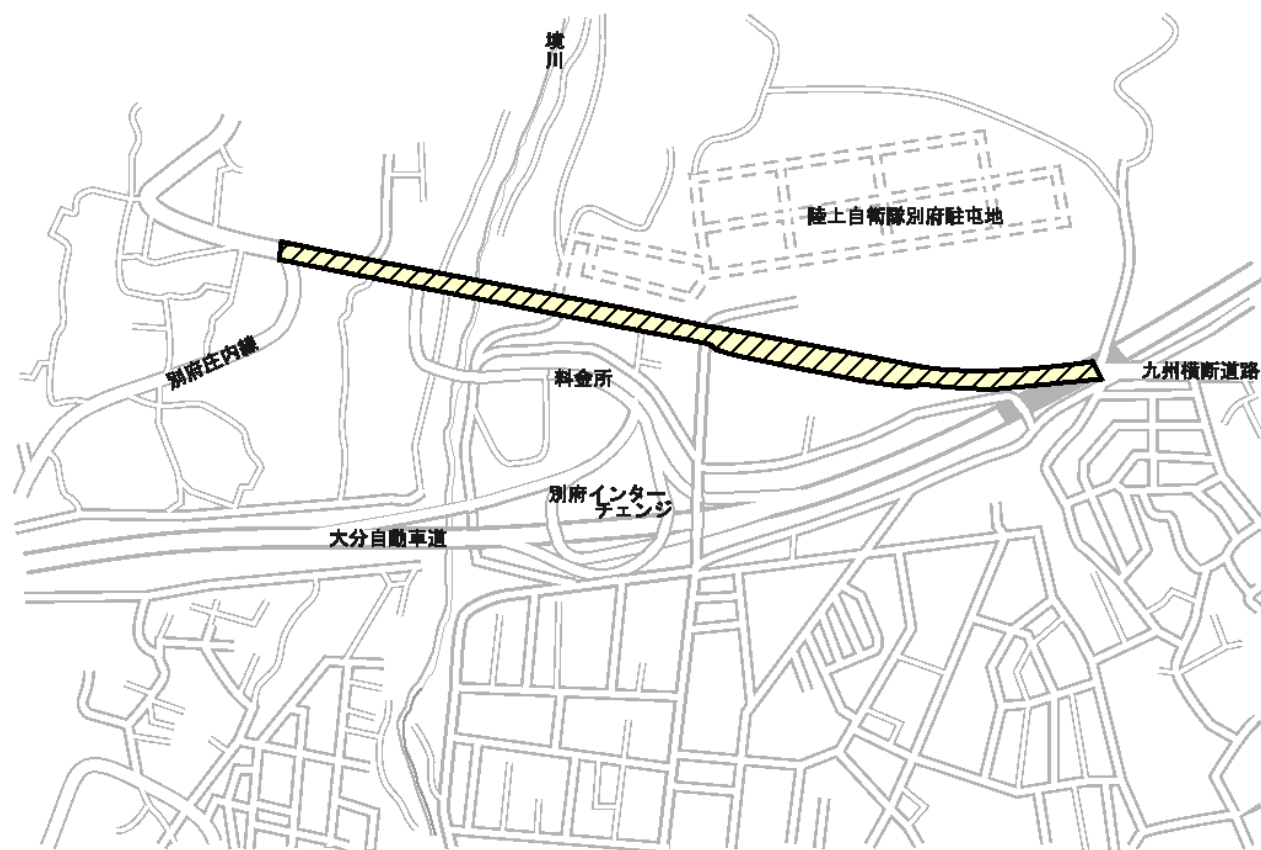 境川
陸上自衛隊別府駐屯地
別府庄内線
九州横断道路
料金所
別府インター
チェンジ
大分自動車道